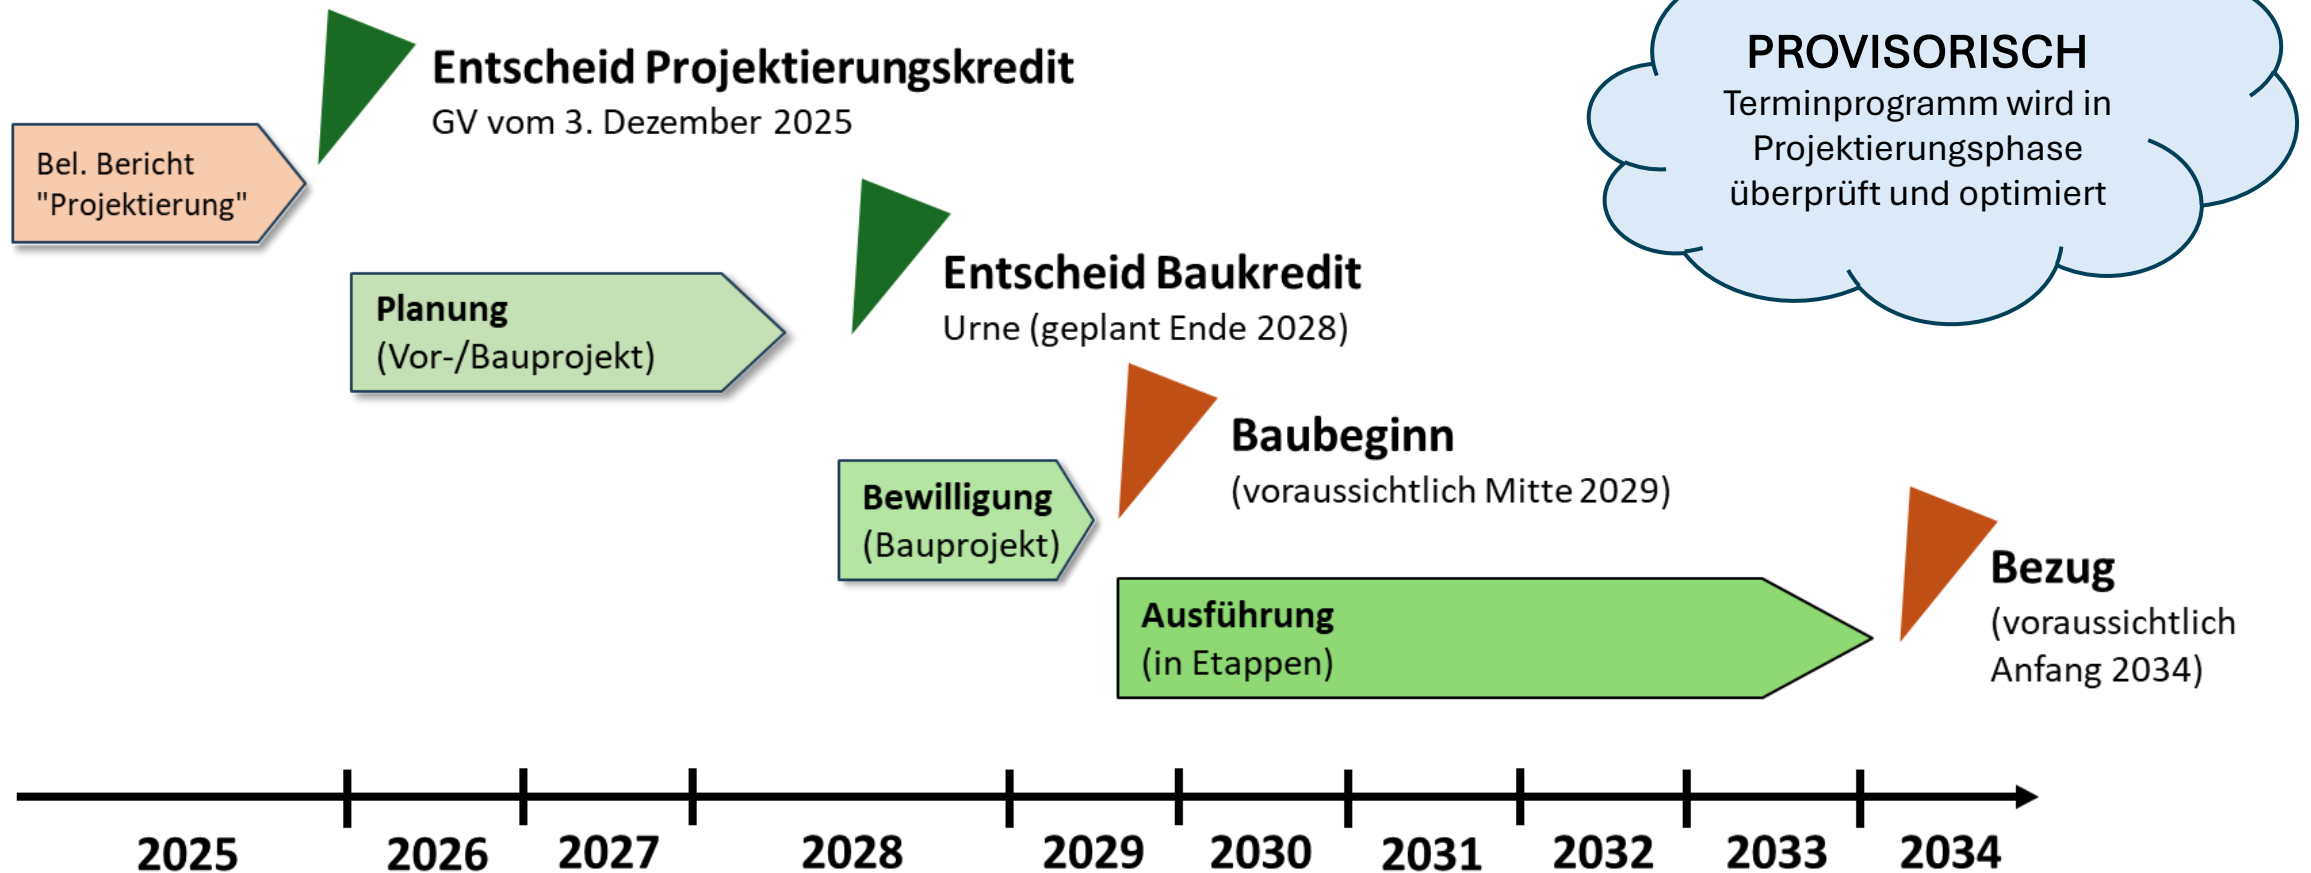 Entscheid Projektierungskredit
GV vom 3. Dezember 2025
PROVISORISCH
Terminprogramm wird in
Projektierungsphase
überprüft und optimiert
Bel. Bericht
"Projektierung"
Entscheid Baukredit
Urne (geplant Ende 2028)
Planung
(Vor-/Bauprojekt)
Baubeginn
(voraussichtlich Mitte 2029)
Bewilligung
(Bauprojekt)
Bezug
(voraussichtlich
Anfang 2034)
Ausführung
(in Etappen)
2025 2026 2027 2028 2029 2030 2031 2032 2033 2034